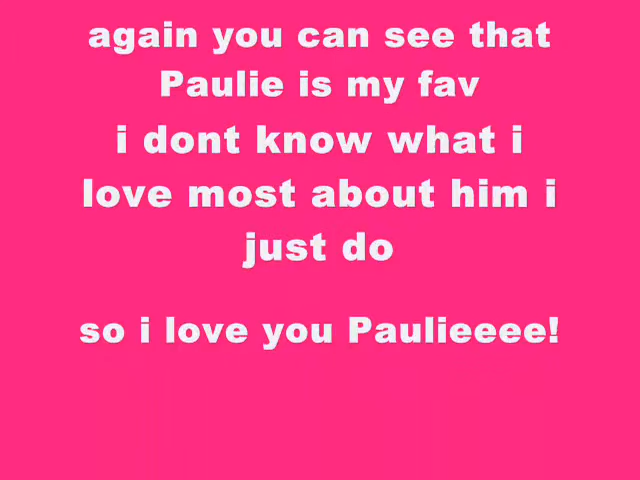 again you can see that
Paulie is my fav
i dont know what i
love most about him i
just do
so i love you Paulieeee!